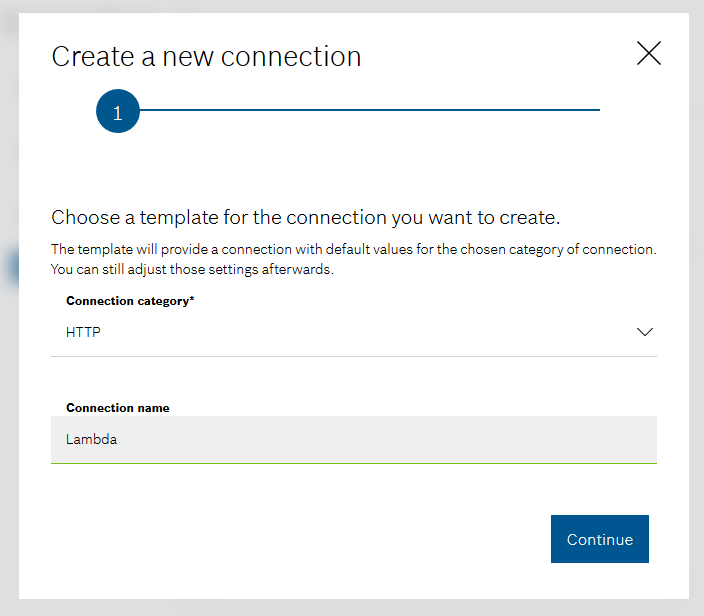 Create a new connection
1
Choose a template for the connection you want to create.
The template will provide a connection with default values for the chosen category of connection.
You can still adjust those settings afterwards.
Connection category*
HTTP
Connection name
Lambda
Continue